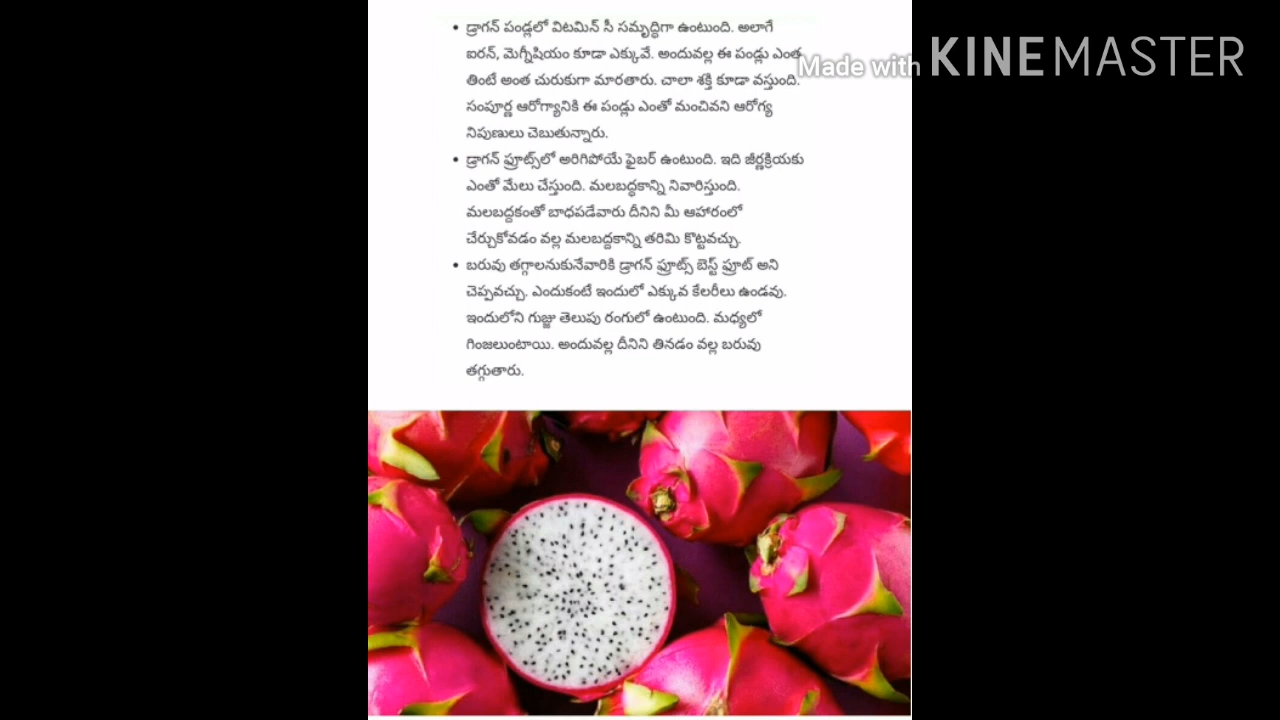 • డ్రాగన్ పండ్లలో విటమిన్ సీ సమృద్ధిగా ఉంటుంది. అలాగే
ఐరన్, మెగ్నీషియం కూడా ఎక్కువే. అందువల్ల ఈ పండ్లు ఎంత
తింటే అంత చురుకుగా మారతారు. చాలా శక్తి కూడా వస్తుంది.
సంపూర్ణ ఆరోగ్యానికి ఈ పండ్లు ఎంతో మంచివని ఆరోగ్య
నిపుణులు చెబుతున్నారు.
• డ్రాగన్ ఫ్రూట్స్‌లో అరిగిపోయే ఫైబర్ ఉంటుంది. ఇది జీర్ణక్రియకు
ఎంతో మేలు చేస్తుంది. మలబద్ధకాన్ని నివారిస్తుంది.
మలబద్దకంతో బాధపడేవారు దీనిని మీ ఆహారంలో
చేర్చుకోవడం వల్ల మలబద్దకాన్ని తరిమి కొట్టవచ్చు.
• బరువు తగ్గాలనుకునేవారికి డ్రాగన్ ఫ్రూట్స్ బెస్ట్ ఫ్రూట్ అని
చెప్పవచ్చు. ఎందుకంటే ఇందులో ఎక్కువ కేలరీలు ఉండవు.
ఇందులోని గుజ్జు తెలుపు రంగులో ఉంటుంది. మధ్యలో
గింజలుంటాయి. అందువల్ల దీనిని తినడం వల్ల బరువు
తగ్గుతారు.
Made with KINEMASTER